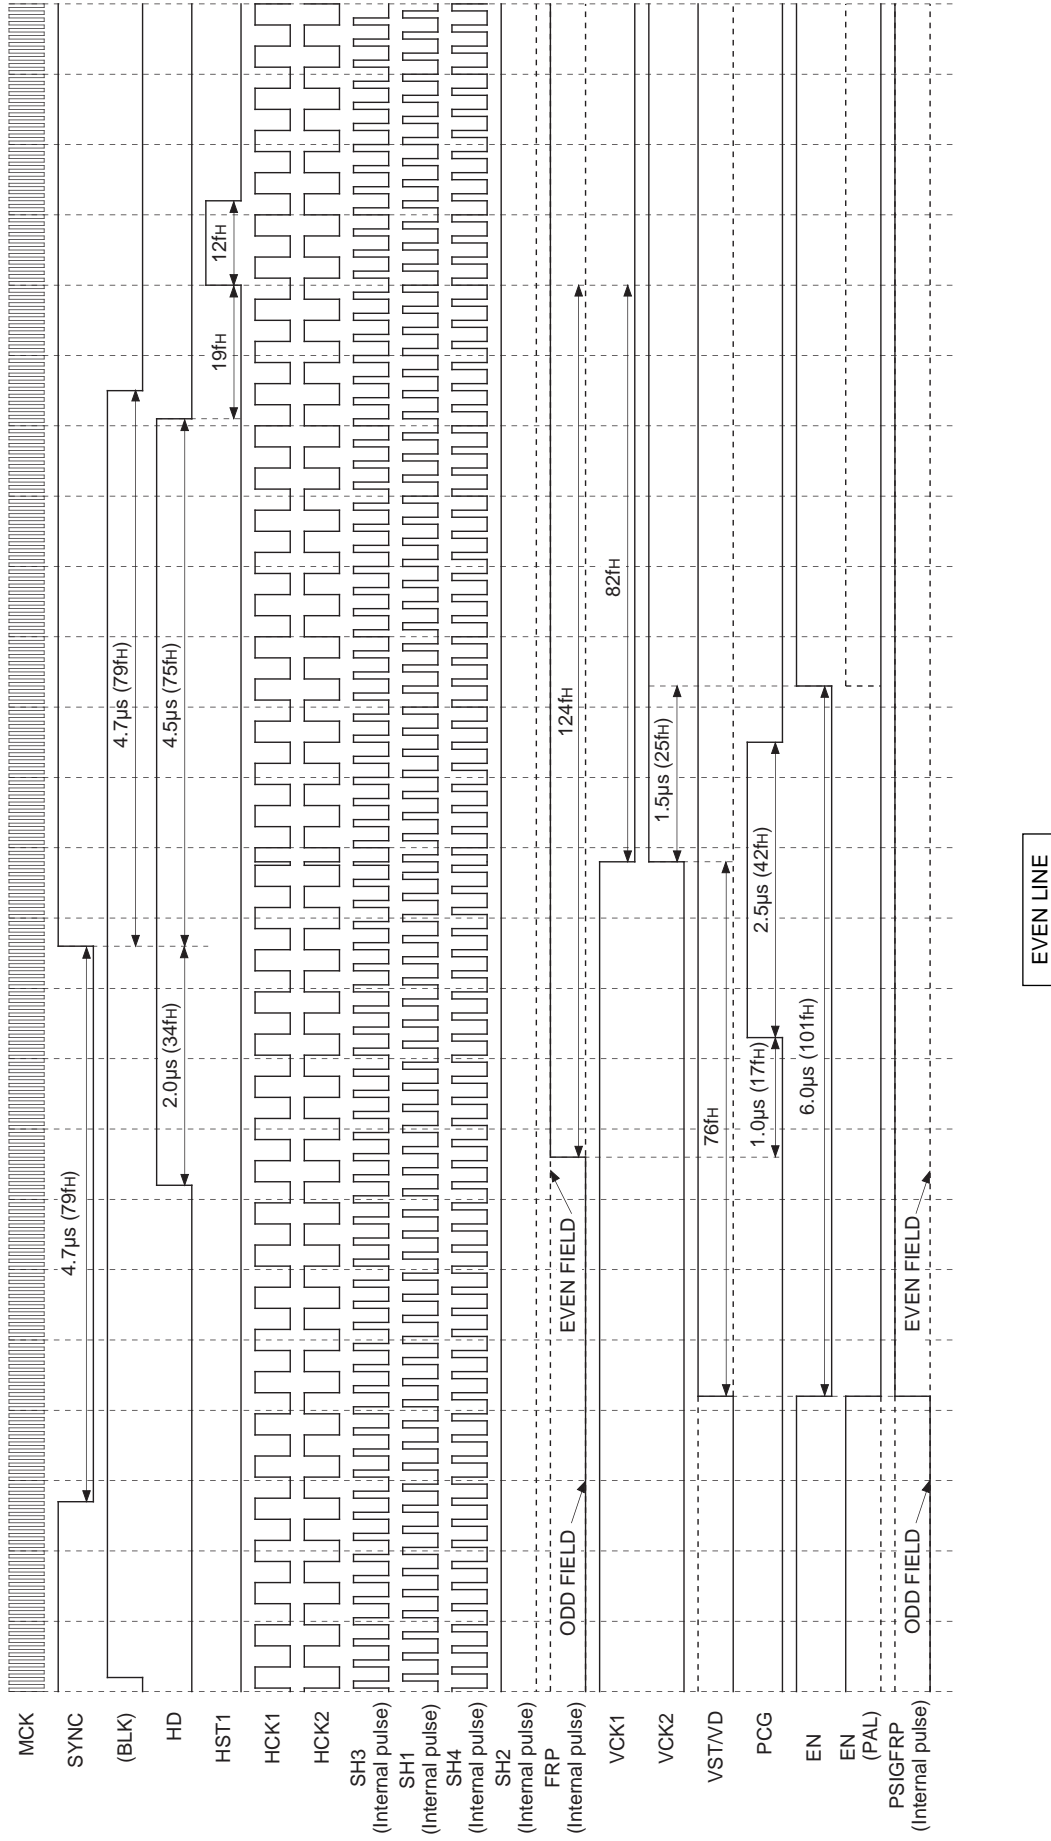 MCK
SYNC
(BLK)
HD
HST1
HCK1
HCK2
SH3
(Internal pulse)
SH1
(Internal pulse)
SH4
(Internal pulse)
SH2
(Internal pulse)
FRP
(Internal pulse)
VCK1
VCK2
VST/VD
PCG
EN
EN
(PAL)
PSIGFRP
(Internal pulse)
4.7µs (79fH)
4.7µs (79fH)
2.0µs (34fH)
4.5µs (75fH)
19fH
12fH
ODD FIELD
EVEN FIELD
124fH
82fH
1.5µs (25fH)
76fH
1.0µs (17fH)
2.5µs (42fH)
6.0µs (101fH)
ODD FIELD
EVEN FIELD
EVEN LINE